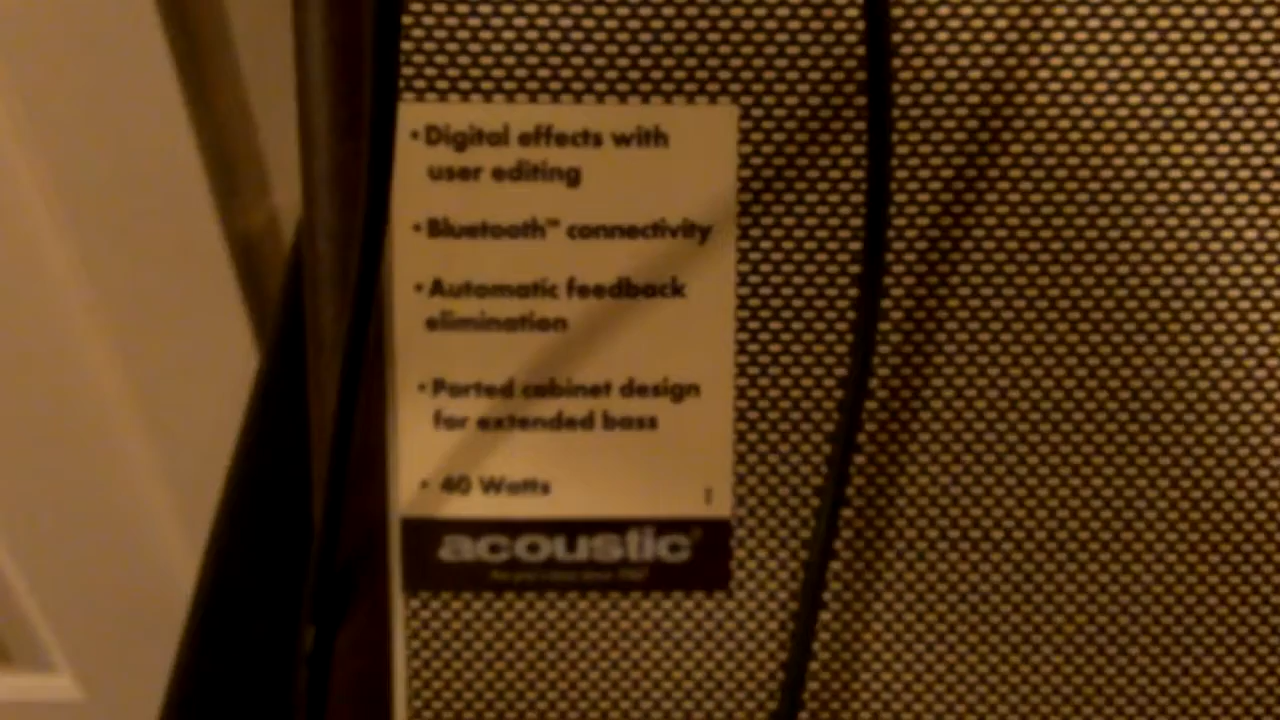 • Digital effects with
user editing
• Bluetooth™ connectivity
• Automatic feedback
elimination
• Ported cabinet design
for extended bass
• 40 Watts
acoustic